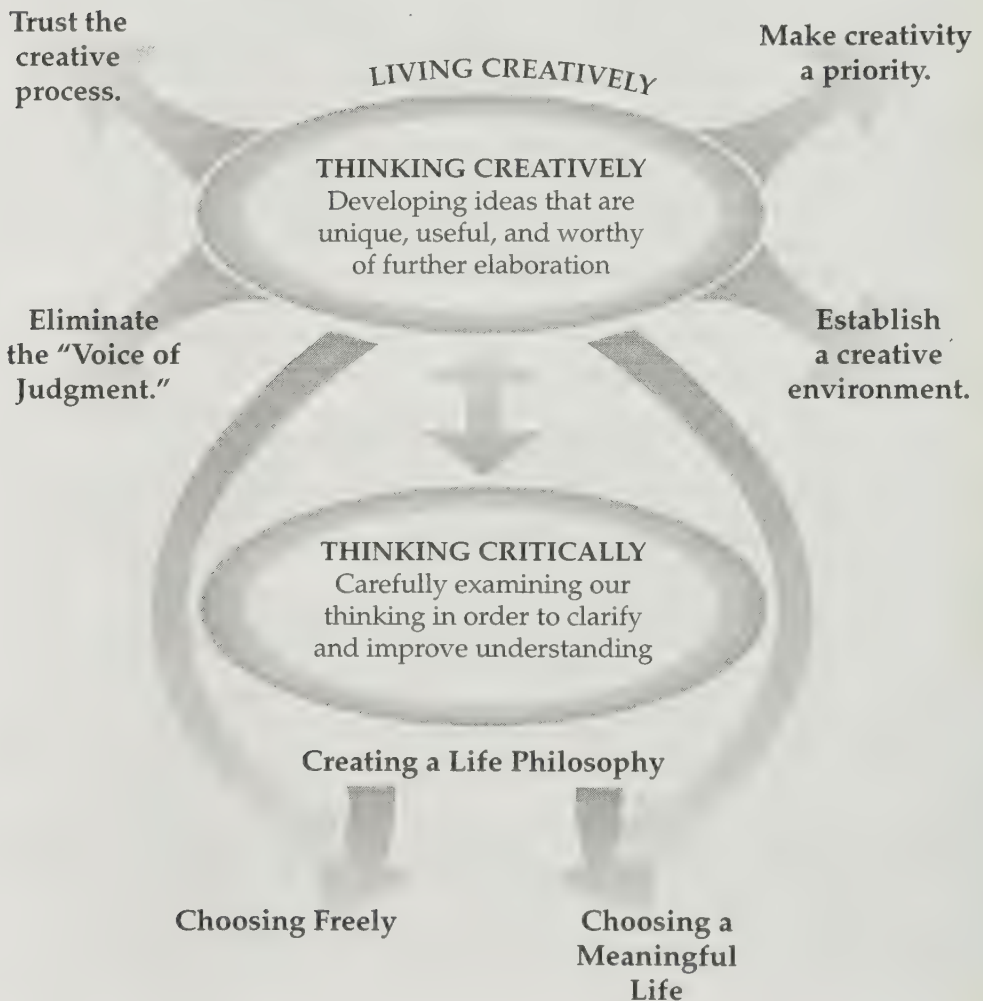 Trust the
creative
process.
LIVING CREATIVELY
Make creativity
a priority.
THINKING CREATIVELY
Developing ideas that are
unique, useful, and worthy
of further elaboration
Eliminate
the "Voice of
Judgment."
Establish
a creative
environment.
THINKING CRITICALLY
Carefully examining our
thinking in order to clarify
and improve understanding
Creating a Life Philosophy
Choosing Freely
Choosing a
Meaningful
Life